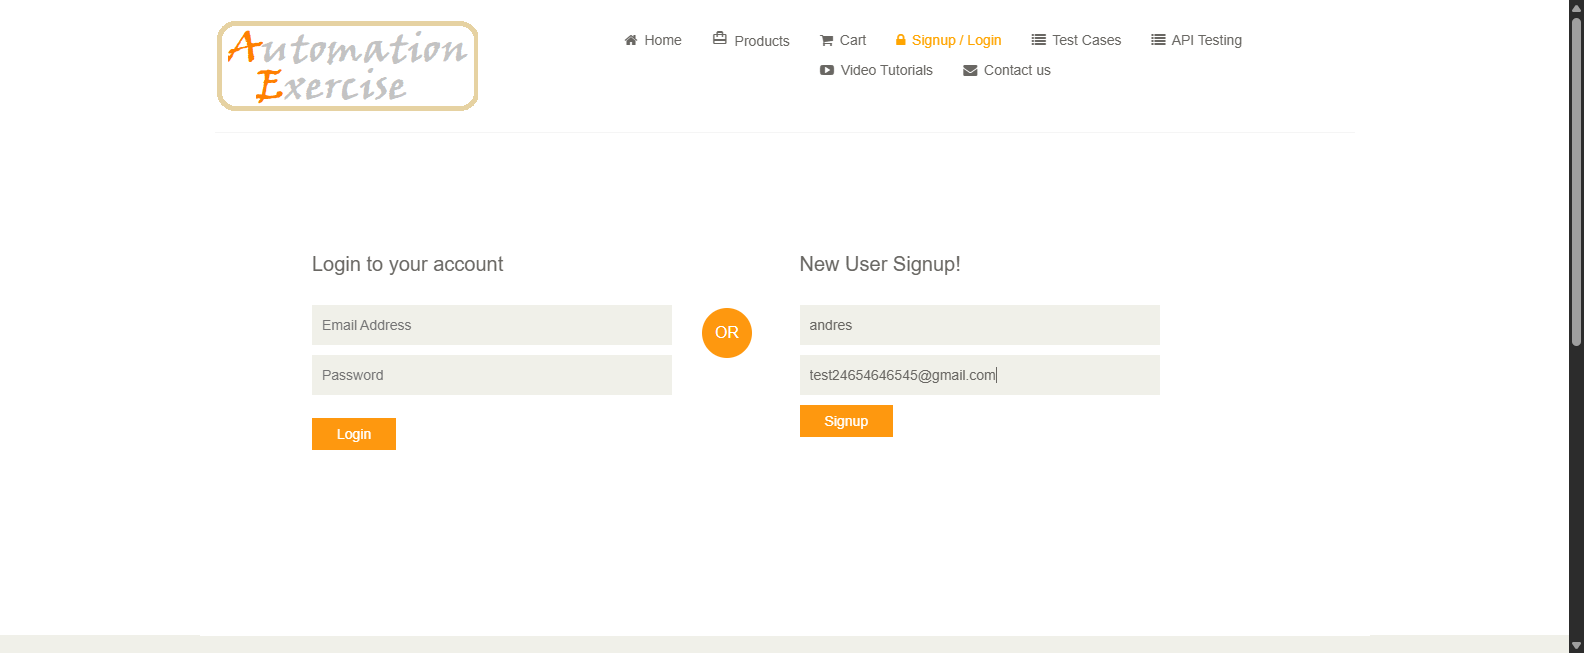 Automation
Exercise
Home Products Cart Signup / Login Test Cases API Testing
Video Tutorials Contact us
Login to your account
Email Address
Password
Login
OR
New User Signup!
andres
test24654646545@gmail.com
Signup